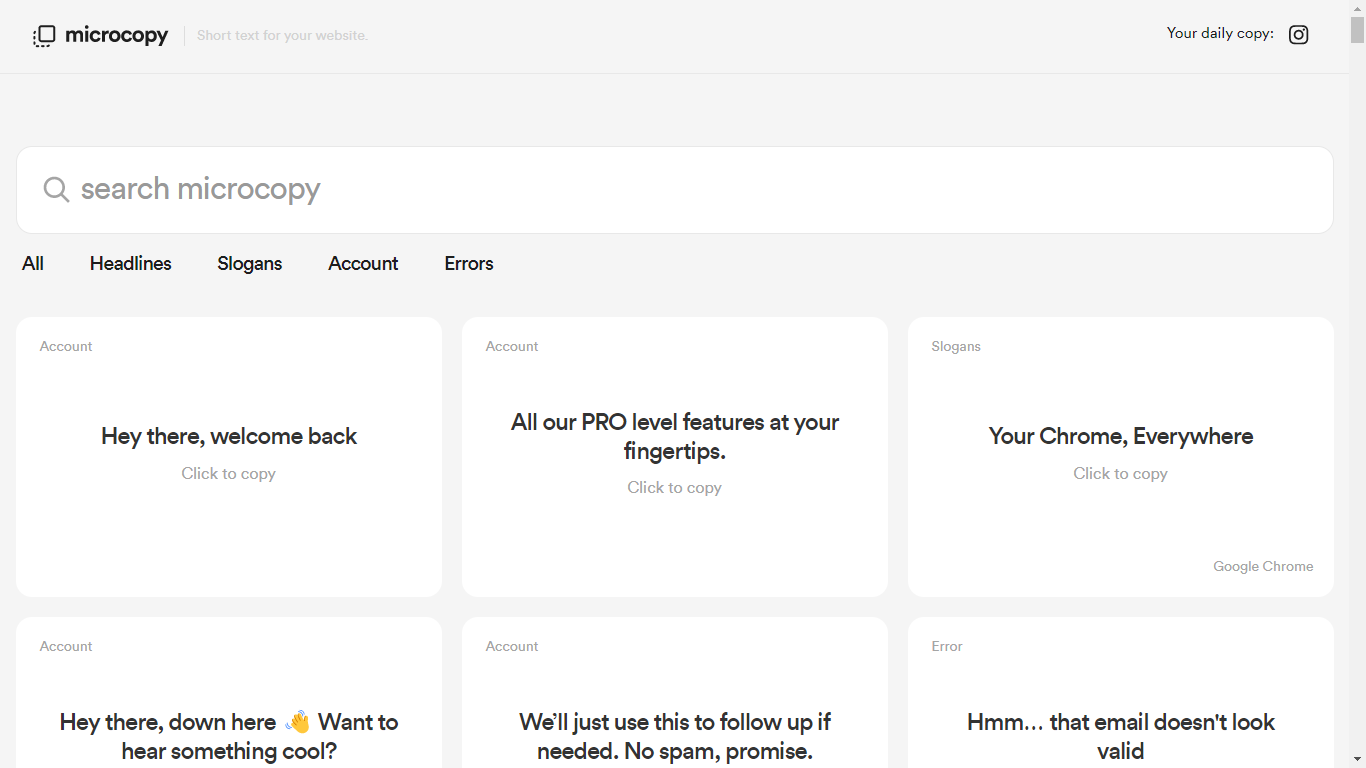 microcopy
Short text for your website.
Your daily copy:
search microcopy
All
Headlines
Slogans
Account
Errors
Account
Hey there, welcome back
Click to copy
Account
All our PRO level features at your
fingertips.
Click to copy
Slogans
Your Chrome, Everywhere
Click to copy
Google Chrome
Account
Hey there, down here 👋 Want to
hear something cool?
Account
We’ll just use this to follow up if
needed. No spam, promise.
Error
Hmm… that email doesn't look
valid